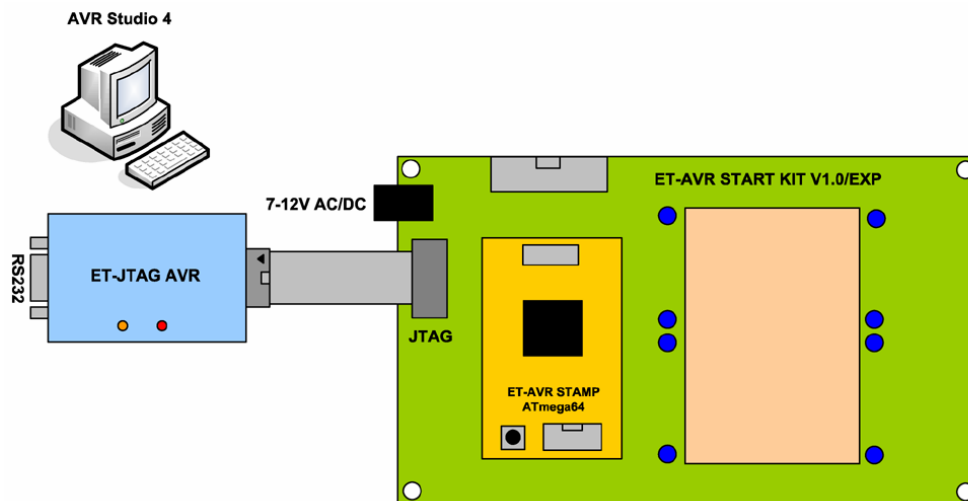 AVR Studio 4
ET-AVR START KIT V1.0/EXP
7-12V AC/DC
RS232
ET-JTAG AVR
JTAG
ET-AVR STAMP
ATmega64